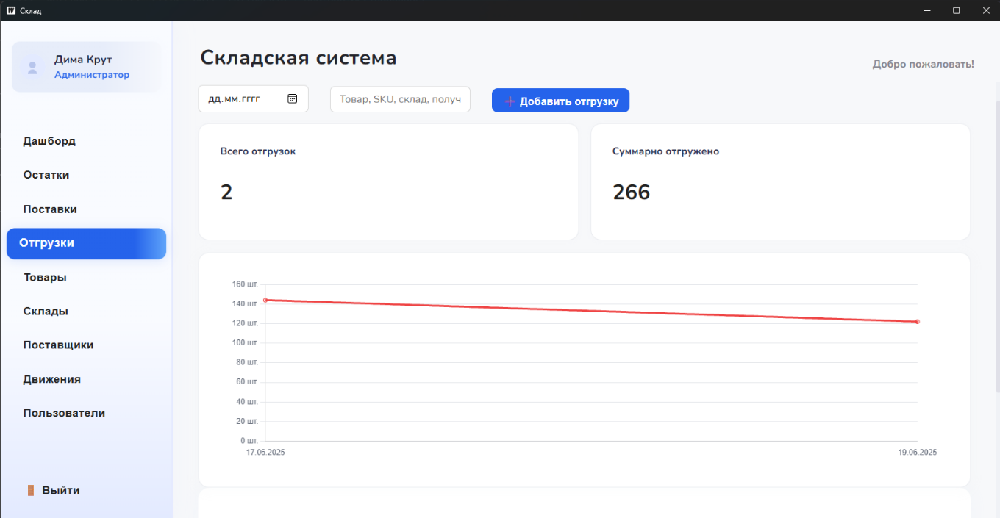 Склад
Дима Крут
Администратор
Дашборд
Остатки
Поставки
Отгрузки
Товары
Склады
Поставщики
Движения
Пользователи
Выйти
Складская система
Добро пожаловать!
дд.мм.гггг
Товар, SKU, склад, получ
Добавить отгрузку
Всего отгрузок
2
Суммарно отгружено
266
160 шт.
140 шт.
120 шт.
100 шт.
80 шт.
60 шт.
40 шт.
20 шт.
0 шт.
17.06.2025
19.06.2025